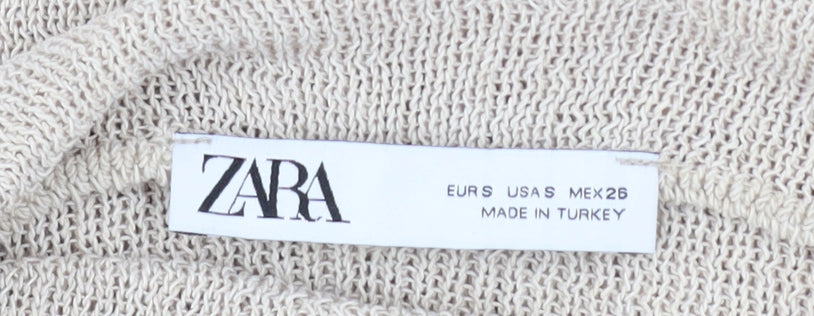 ZARA
EUR S USA S MEX 26
MADE IN TURKEY